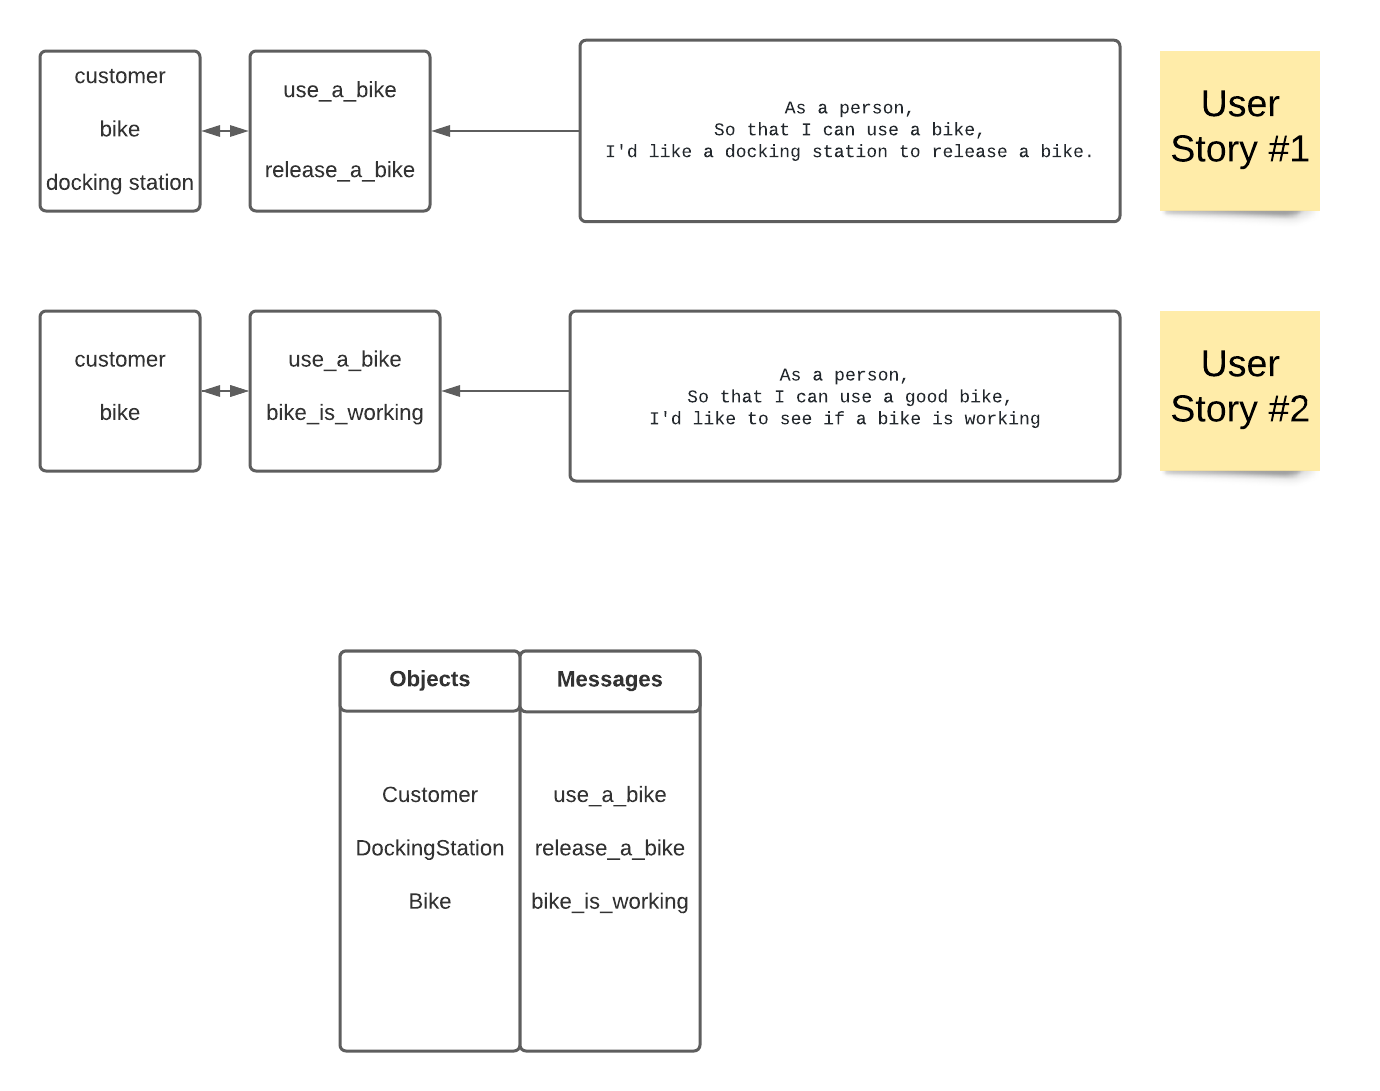 customer
bike
docking station
use_a_bike
release_a_bike
As a person,
So that I can use a bike,
I'd like a docking station to release a bike.
User
Story #1
customer
bike
use_a_bike
bike_is_working
As a person,
So that I can use a good bike,
I'd like to see if a bike is working
User
Story #2
Objects
Messages
Customer
use_a_bike
DockingStation
release_a_bike
Bike
bike_is_working